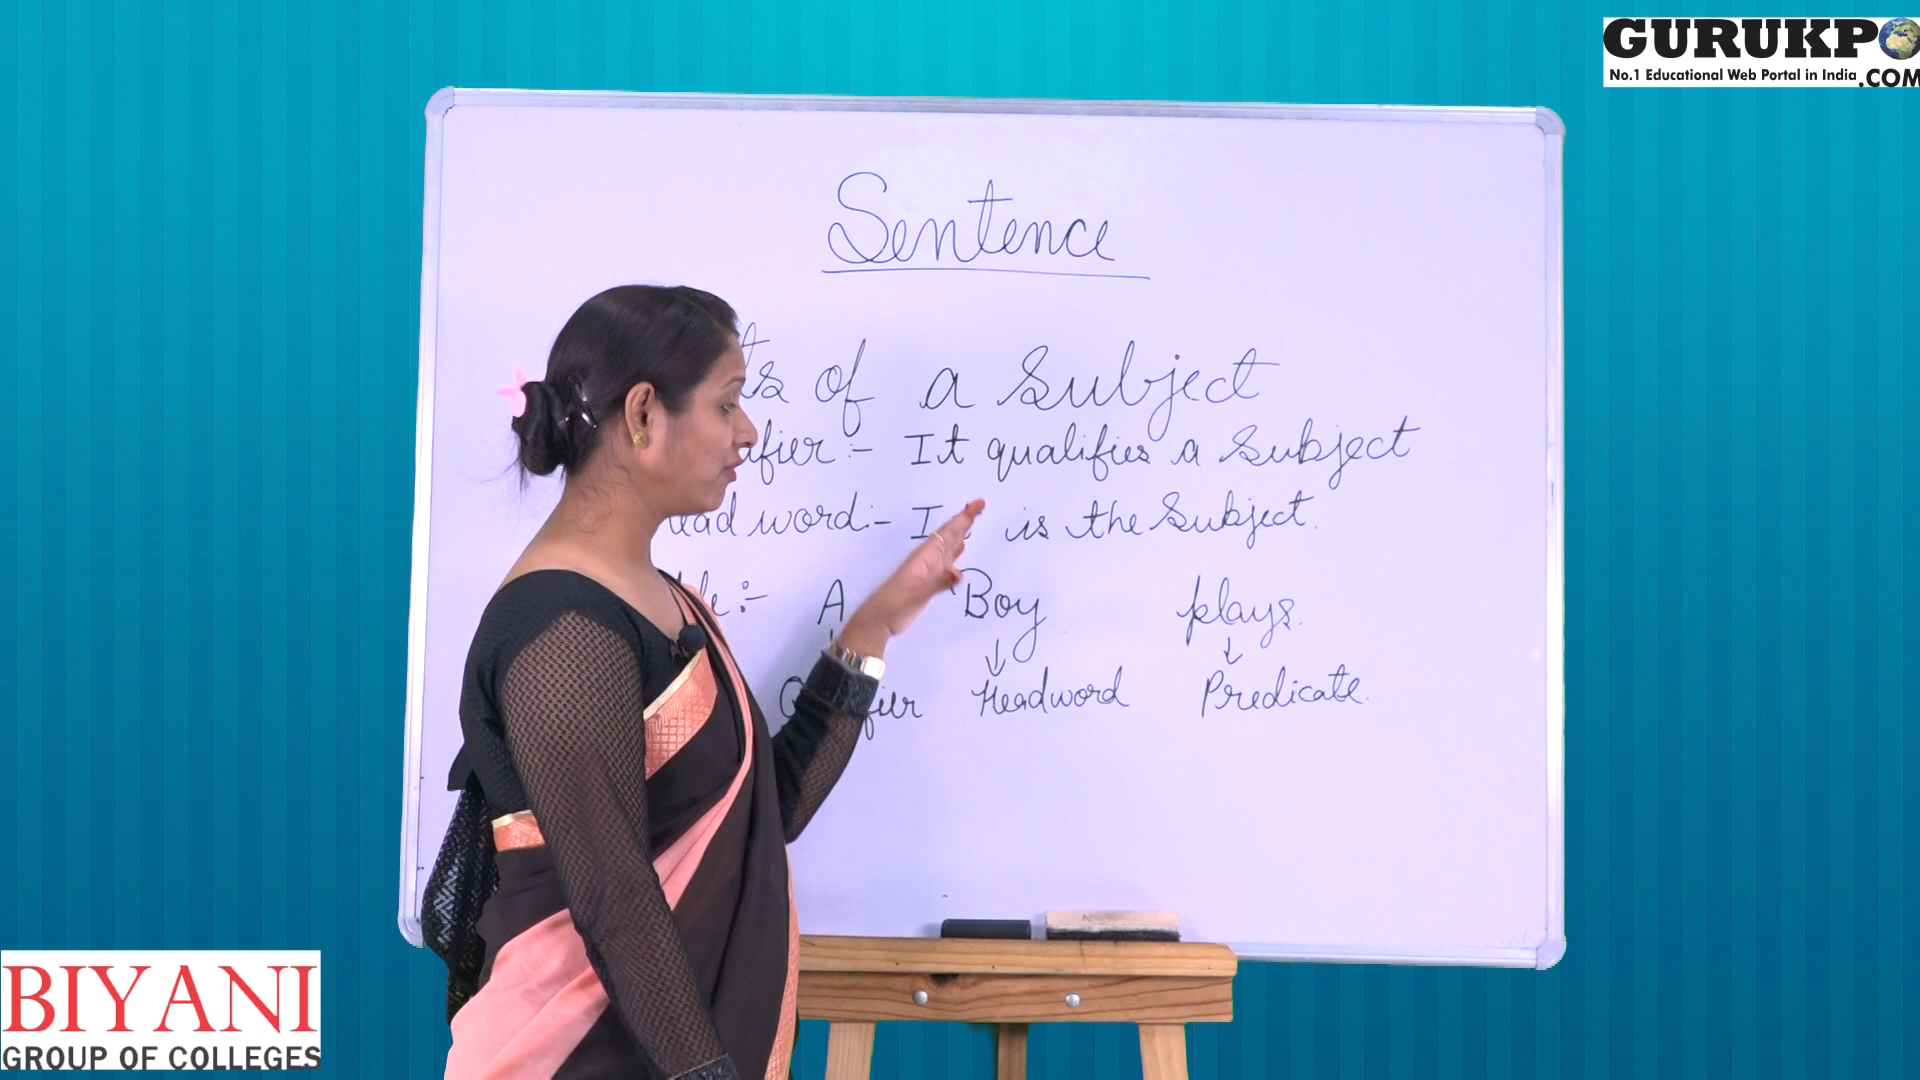 GURUKPO
No.1 Educational Web Portal in India .COM
Sentence
of a Subject
:- It qualifies a Subject
word:- It is the Subject.
:- A Boy plays.
↓ ↓ ↓
Headword Predicate.
BIYANI
GROUP OF COLLEGES